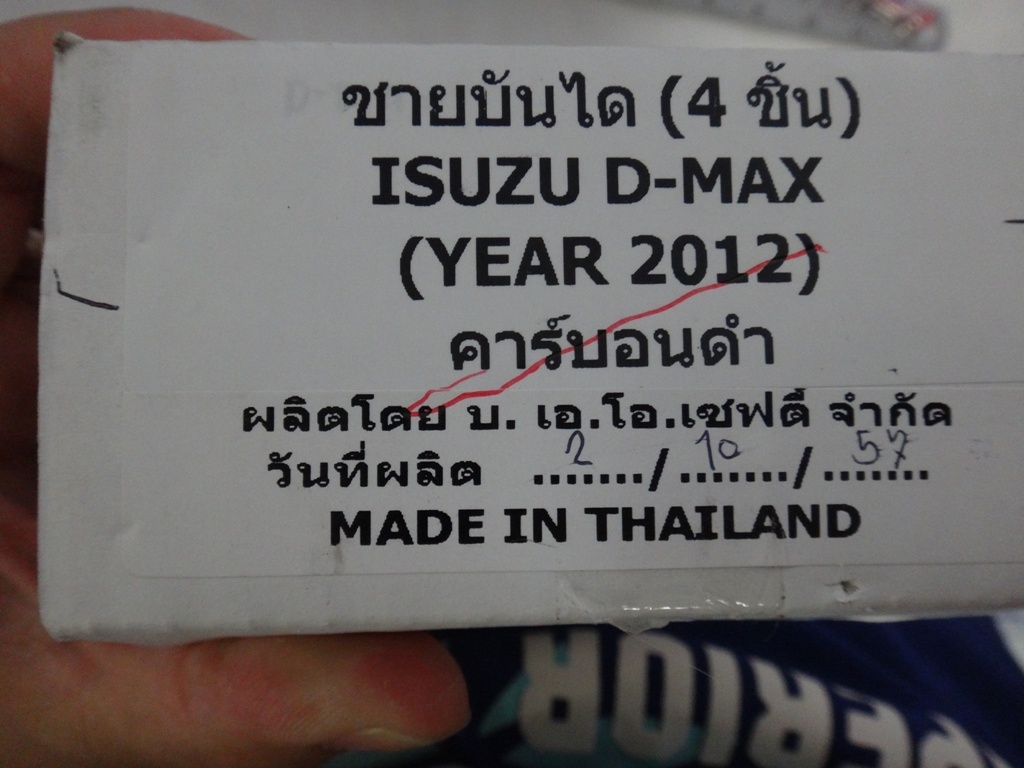 ชายบันได (4 ชิ้น)
ISUZU D-MAX
(YEAR 2012)
คาร์บอนดำ
ผลิตโดย บ. เอ.โอ.เซฟตี้ จำกัด
วันที่ผลิต ...2.../...10.../...57...
MADE IN THAILAND
PERIOR